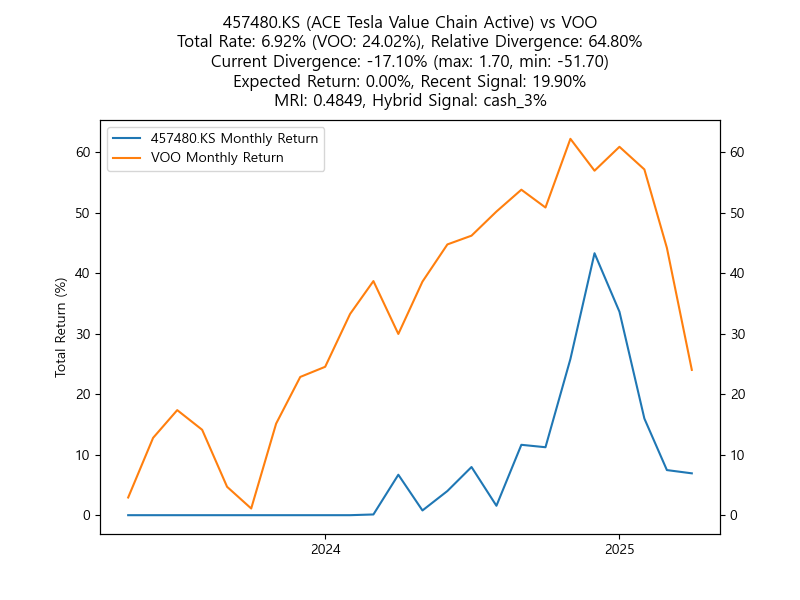 457480.KS (ACE Tesla Value Chain Active) vs VOO
Total Rate: 6.92% (VOO: 24.02%), Relative Divergence: 64.80%
Current Divergence: -17.10% (max: 1.70, min: -51.70)
Expected Return: 0.00%, Recent Signal: 19.90%
MRI: 0.4849, Hybrid Signal: cash_3%
457480.KS Monthly Return
VOO Monthly Return
Total Return (%)
60
50
40
30
20
10
0
60
50
40
30
20
10
0
2024
2025